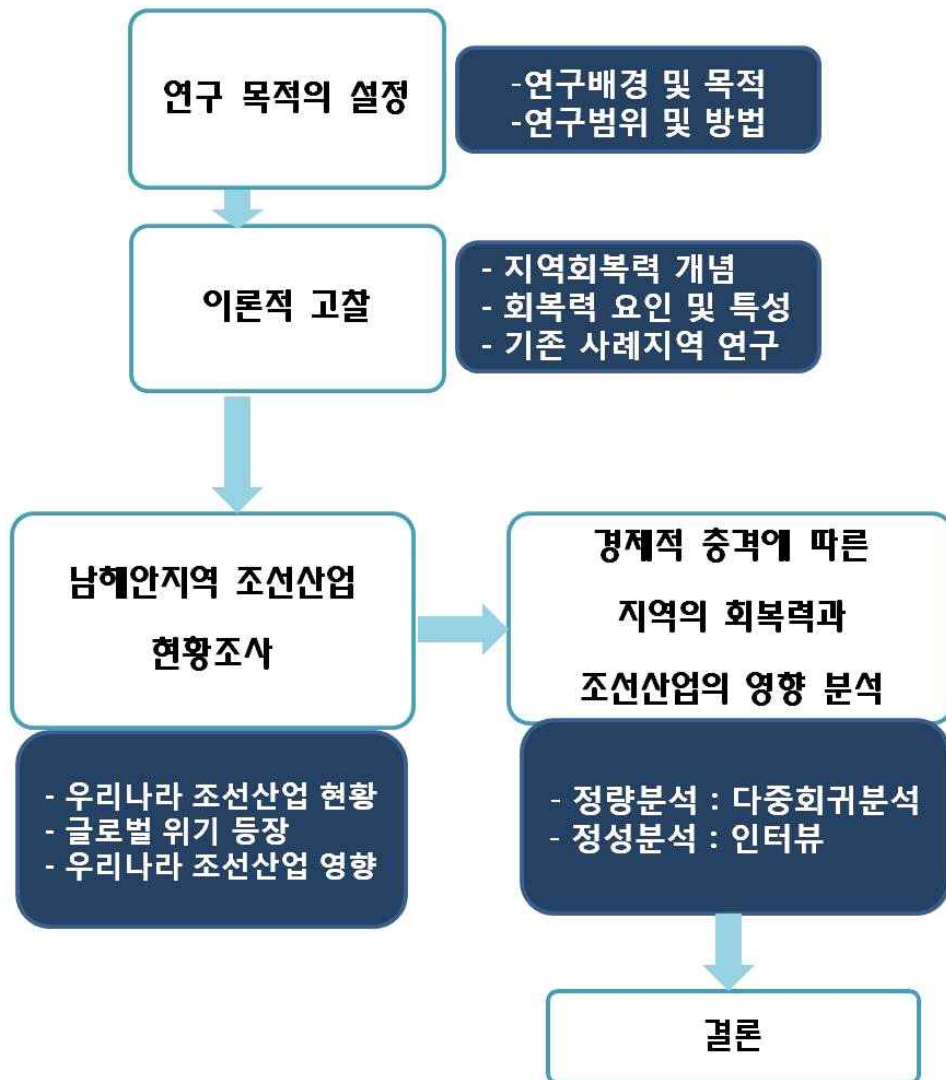 연구 목적의 설정
-연구배경 및 목적
-연구범위 및 방법
이론적 고찰
- 지역회복력 개념
- 회복력 요인 및 특성
- 기존 사례지역 연구
남해안지역 조선산업
현황조사
- 우리나라 조선산업 현황
- 글로벌 위기 등장
- 우리나라 조선산업 영향
경제적 충격에 따른
지역의 회복력과
조선산업의 영향 분석
- 정량분석 : 다중회귀분석
- 정성분석 : 인터뷰
결론